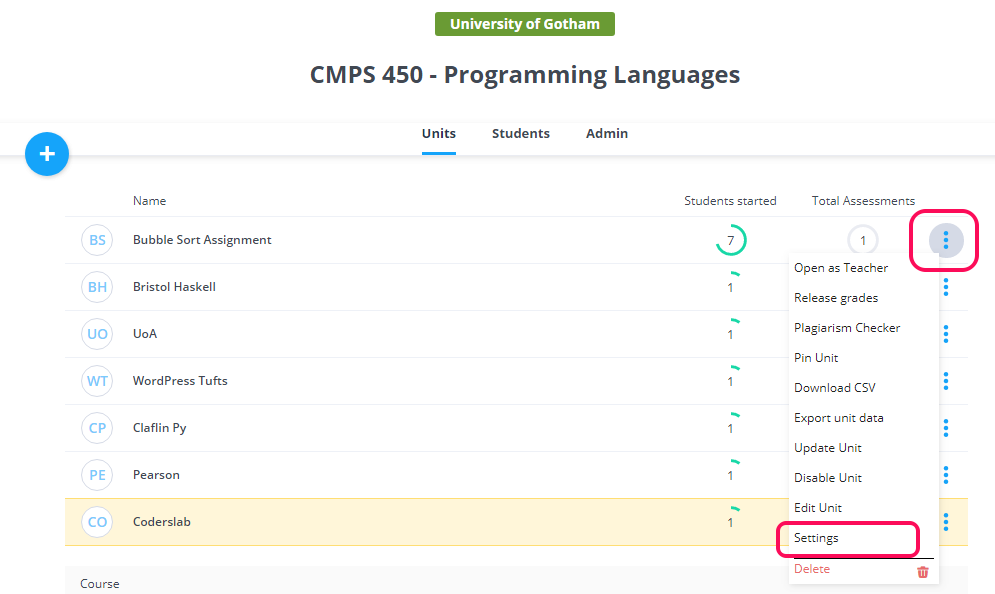 University of Gotham
CMPS 450 - Programming Languages
Units Students Admin
+
Name Students started Total Assessments
BS Bubble Sort Assignment 7 1
Open as Teacher
BH Bristol Haskell 1
Release grades
UO UoA 1
Plagiarism Checker
Pin Unit
WT WordPress Tufts 1
Download CSV
CP Claflin Py 1
Export unit data
Update Unit
PE Pearson 1
Disable Unit
Edit Unit
CO Coderslab 1
Settings
Delete
Course